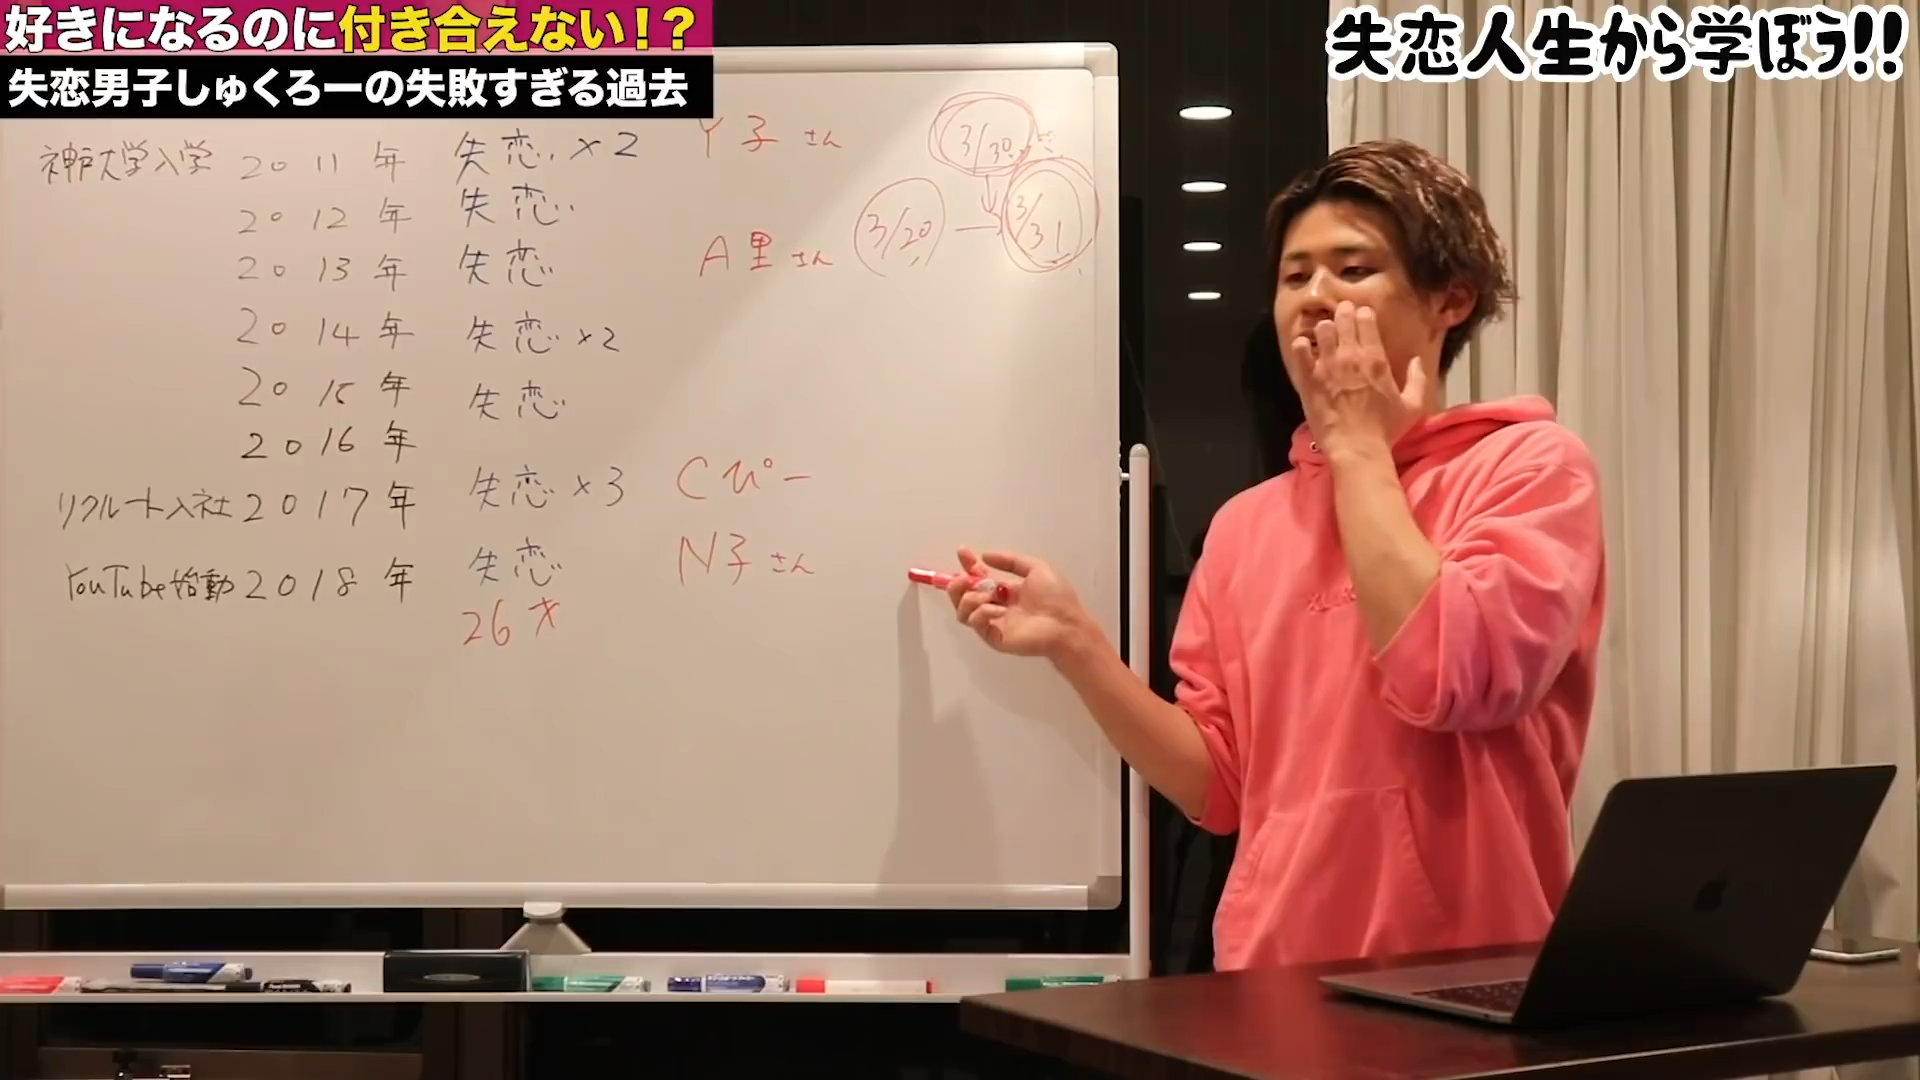 好きになるのに付き合えない!?
失恋男子しゅくろーの失敗すぎる過去
失恋人生から学ぼう!!
神戸大学入学 2011年 失恋×2 Y子さん
2012年 失恋
2013年 失恋 A里さん
3/30
3/20 → 3/31
2014年 失恋×2
2015年 失恋
2016年
リクルート入社 2017年 失恋×3 Cぴー
YouTube始動 2018年 失恋 N子さん
26才